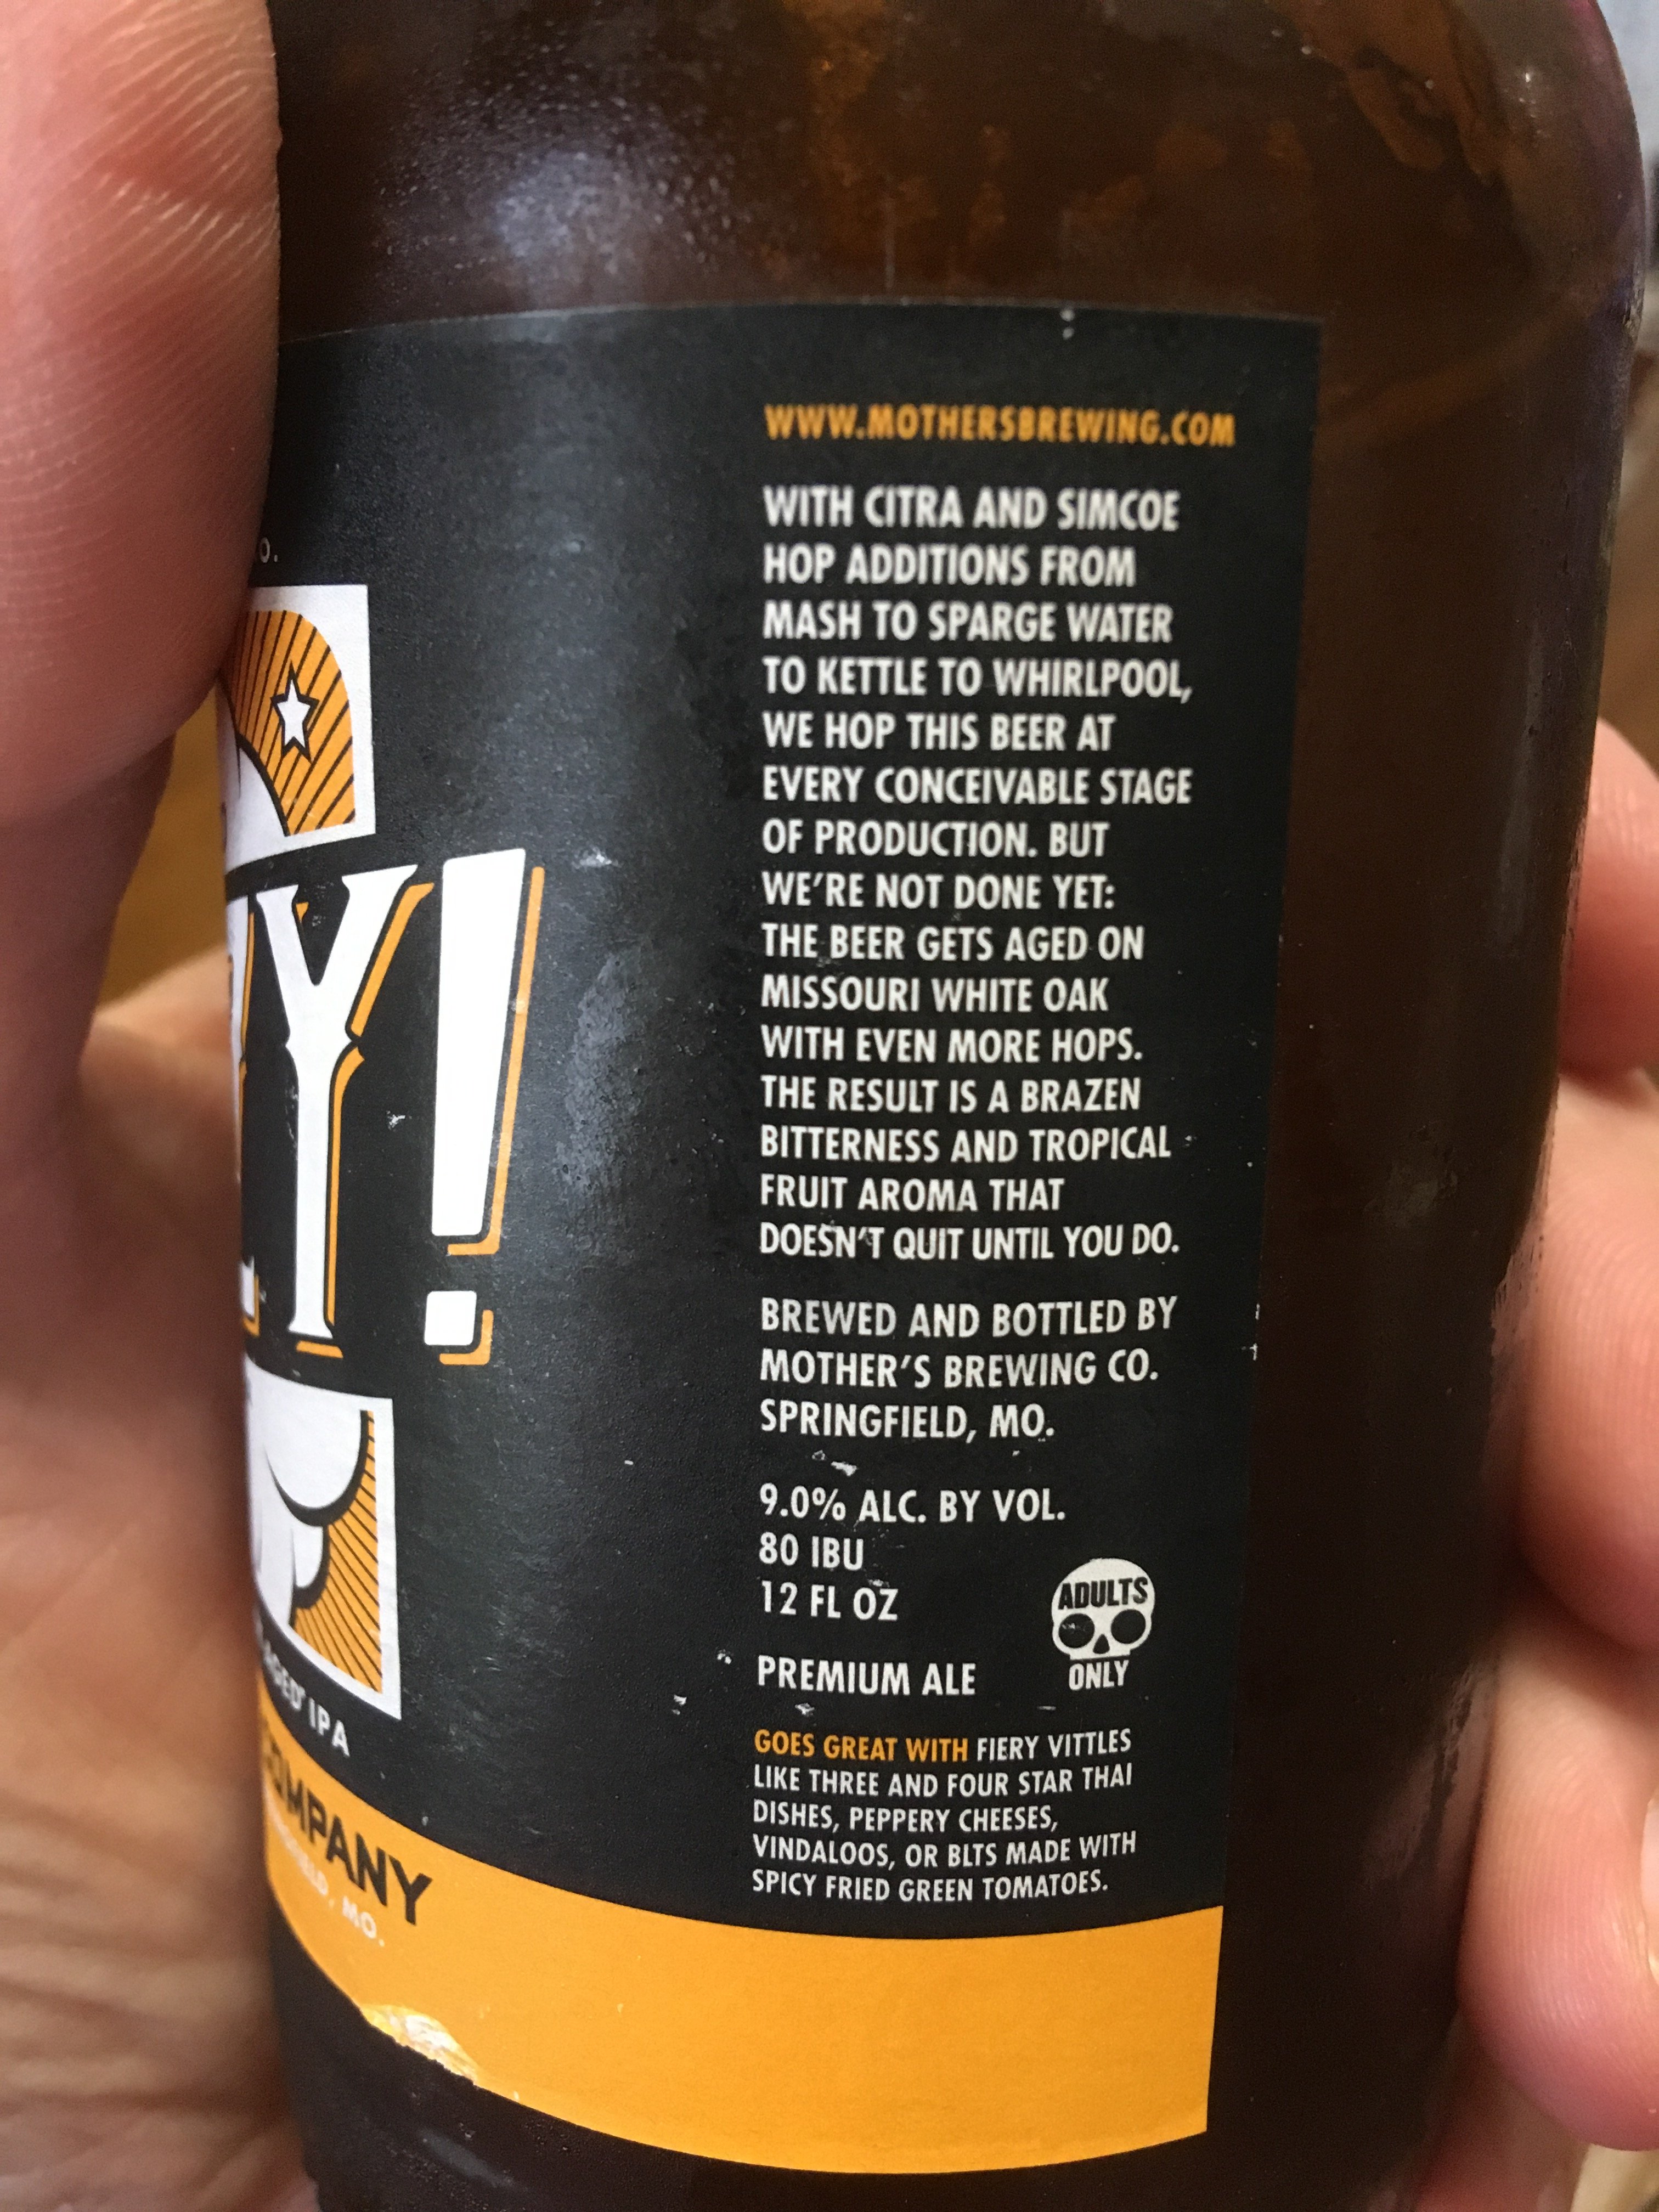 O.
Y!
AGED IPA
COMPANY
, MO.
WWW.MOTHERSBREWING.COM
WITH CITRA AND SIMCOE
HOP ADDITIONS FROM
MASH TO SPARGE WATER
TO KETTLE TO WHIRLPOOL,
WE HOP THIS BEER AT
EVERY CONCEIVABLE STAGE
OF PRODUCTION. BUT
WE'RE NOT DONE YET:
THE BEER GETS AGED ON
MISSOURI WHITE OAK
WITH EVEN MORE HOPS.
THE RESULT IS A BRAZEN
BITTERNESS AND TROPICAL
FRUIT AROMA THAT
DOESN'T QUIT UNTIL YOU DO.
BREWED AND BOTTLED BY
MOTHER'S BREWING CO.
SPRINGFIELD, MO.
9.0% ALC. BY VOL.
80 IBU
12 FL OZ
PREMIUM ALE
ADULTS
ONLY
GOES GREAT WITH FIERY VITTLES
LIKE THREE AND FOUR STAR THAI
DISHES, PEPPERY CHEESES,
VINDALOOS, OR BLTS MADE WITH
SPICY FRIED GREEN TOMATOES.